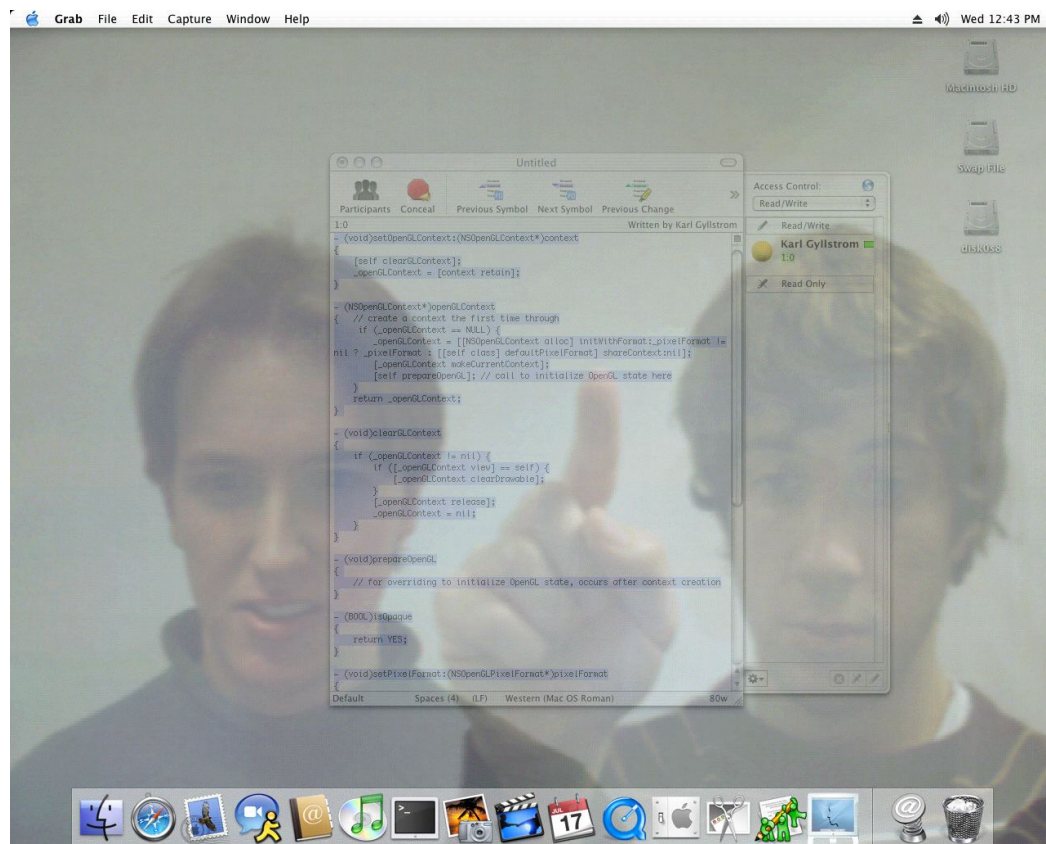 Grab File Edit Capture Window Help Wed 12:43 PM
Macintosh HD
Swap File
disk0s8
Untitled
Participants Conceal Previous Symbol Next Symbol Previous Change
1:0 Written by Karl Gyllstrom
- (void)setOpenGLContext:(NSOpenGLContext*)context
{
[self clearGLContext];
_openGLContext = [context retain];
}
- (NSOpenGLContext*)openGLContext
{ // create a context the first time through
if (_openGLContext == NULL) {
_openGLContext = [[NSOpenGLContext alloc] initWithFormat:_pixelFormat !=
nil ? _pixelFormat : [[self class] defaultPixelFormat] shareContext:nil];
[_openGLContext makeCurrentContext];
[self prepareOpenGL]; // call to initialize OpenGL state here
}
return _openGLContext;
}
- (void)clearGLContext
{
if (_openGLContext != nil) {
if ([_openGLContext view] == self) {
[_openGLContext clearDrawable];
}
[_openGLContext release];
_openGLContext = nil;
}
}
- (void)prepareOpenGL
{
// for overriding to initialize OpenGL state, occurs after context creation
}
- (BOOL)isOpaque
{
return YES;
}
- (void)setPixelFormat:(NSOpenGLPixelFormat*)pixelFormat
{
Default Spaces (4) (LF) Western (Mac OS Roman) 80w
Access Control:
Read/Write
Read/Write
Karl Gyllstrom
1:0
Read Only
JUL
17